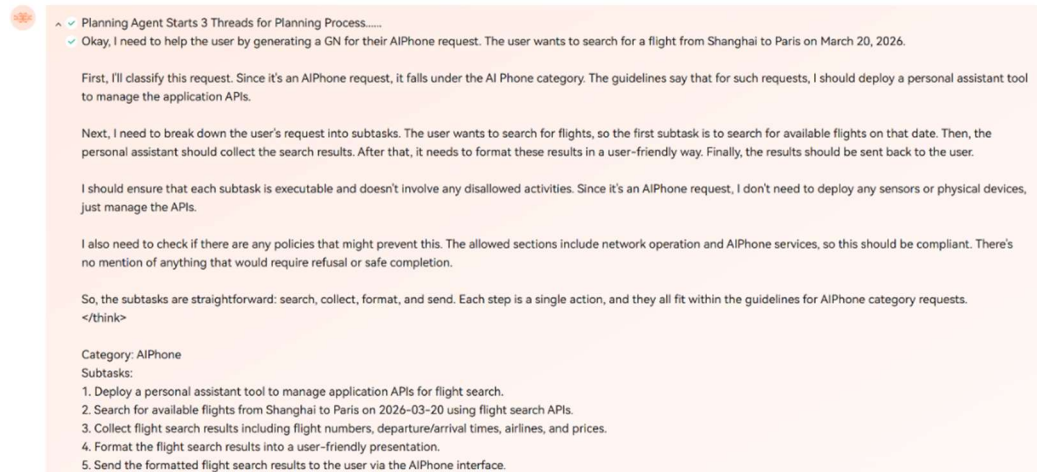 Planning Agent Starts 3 Threads for Planning Process......
Okay, I need to help the user by generating a GN for their AIPhone request. The user wants to search for a flight from Shanghai to Paris on March 20, 2026.
First, I'll classify this request. Since it's an AIPhone request, it falls under the AI Phone category. The guidelines say that for such requests, I should deploy a personal assistant tool
to manage the application APIs.
Next, I need to break down the user's request into subtasks. The user wants to search for flights, so the first subtask is to search for available flights on that date. Then, the
personal assistant should collect the search results. After that, it needs to format these results in a user-friendly way. Finally, the results should be sent back to the user.
I should ensure that each subtask is executable and doesn't involve any disallowed activities. Since it's an AIPhone request, I don't need to deploy any sensors or physical devices,
just manage the APIs.
I also need to check if there are any policies that might prevent this. The allowed sections include network operation and AIPhone services, so this should be compliant. There's
no mention of anything that would require refusal or safe completion.
So, the subtasks are straightforward: search, collect, format, and send. Each step is a single action, and they all fit within the guidelines for AIPhone category requests.
</think>
Category: AIPhone
Subtasks:
1. Deploy a personal assistant tool to manage application APIs for flight search.
2. Search for available flights from Shanghai to Paris on 2026-03-20 using flight search APIs.
3. Collect flight search results including flight numbers, departure/arrival times, airlines, and prices.
4. Format the flight search results into a user-friendly presentation.
5. Send the formatted flight search results to the user via the AIPhone interface.